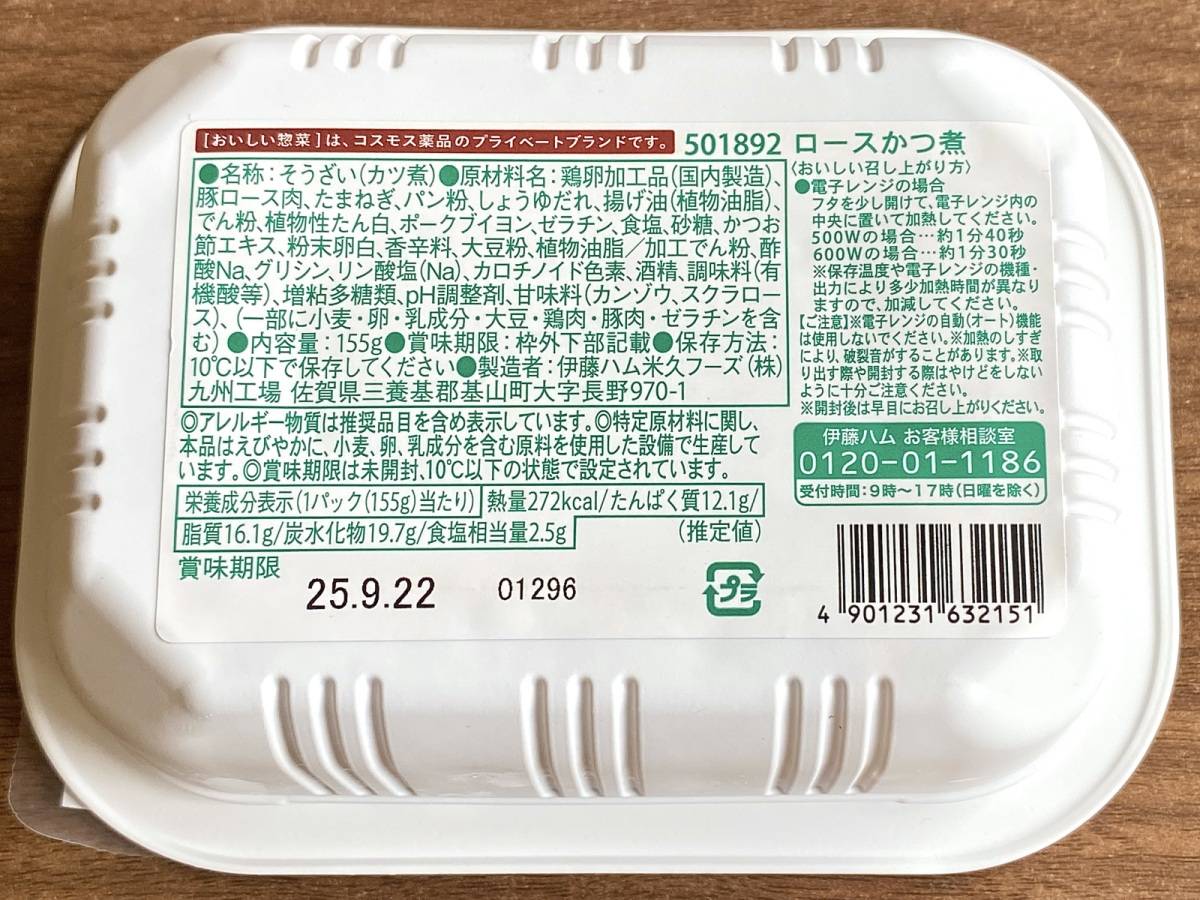 [おいしい惣菜]は、コスモス薬品のプライベートブランドです。
●名称:そうざい(カツ煮)●原材料名:鶏卵加工品(国内製造)、
豚ロース肉、たまねぎ、パン粉、しょうゆだれ、揚げ油(植物油脂)、
でん粉、植物性たん白、ポークブイヨン、ゼラチン、食塩、砂糖、かつお
節エキス、粉末卵白、香辛料、大豆粉、植物油脂/加工でん粉、酢
酸Na、グリシン、リン酸塩(Na)、カロチノイド色素、酒精、調味料(有
機酸等)、増粘多糖類、pH調整剤、甘味料(カンゾウ、スクラロー
ス)、(一部に小麦・卵・乳成分・大豆・鶏肉・豚肉・ゼラチンを含
む)●内容量:155g●賞味期限:枠外下部記載●保存方法:
10℃以下で保存してください●製造者:伊藤ハム米久フーズ(株)
九州工場 佐賀県三養基郡基山町大字長野970-1
◎アレルギー物質は推奨品目を含め表示しています。◎特定原材料に関し、
本品はえびやかに、小麦、卵、乳成分を含む原料を使用した設備で生産して
います。◎賞味期限は未開封、10℃以下の状態で設定されています。
栄養成分表示(1パック(155g)当たり) 熱量272kcal/たんぱく質12.1g/
脂質16.1g/炭水化物19.7g/食塩相当量2.5g (推定値)
賞味期限
25.9.22 01296
501892 ロースかつ煮
〈おいしい召し上がり方〉
●電子レンジの場合
フタを少し開けて、電子レンジ内の
中央に置いて加熱してください。
500Wの場合…約1分40秒
600Wの場合…約1分30秒
※保存温度や電子レンジの機種・
出力により多少加熱時間が異なり
ますので、加減してください。
【ご注意】※電子レンジの自動(オート)機能
は使用しないでください。※加熱のしすぎ
により、破裂音がすることがあります。※取
り出す際や開封する際はやけどをしない
ように十分ご注意ください。
※開封後は早目にお召し上がりください。
伊藤ハム お客様相談室
0120-01-1186
受付時間:9時～17時(日曜を除く)
プラ
4 901231 632151